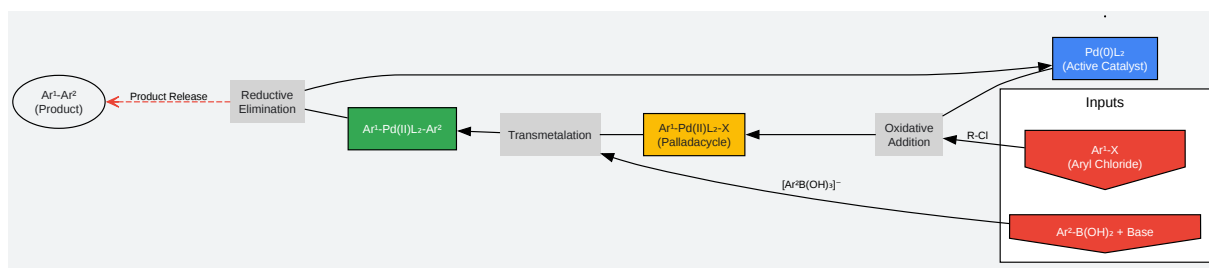 Pd(0)L₂
(Active Catalyst)
Inputs
Ar¹-X
(Aryl Chloride)
Ar²-B(OH)₂ + Base
R-Cl
Oxidative
Addition
Ar¹-Pd(II)L₂-X
(Palladacycle)
[Ar²B(OH)₃]⁻
Transmetalation
Ar¹-Pd(II)L₂-Ar²
Reductive
Elimination
Product Release
Ar¹-Ar²
(Product)